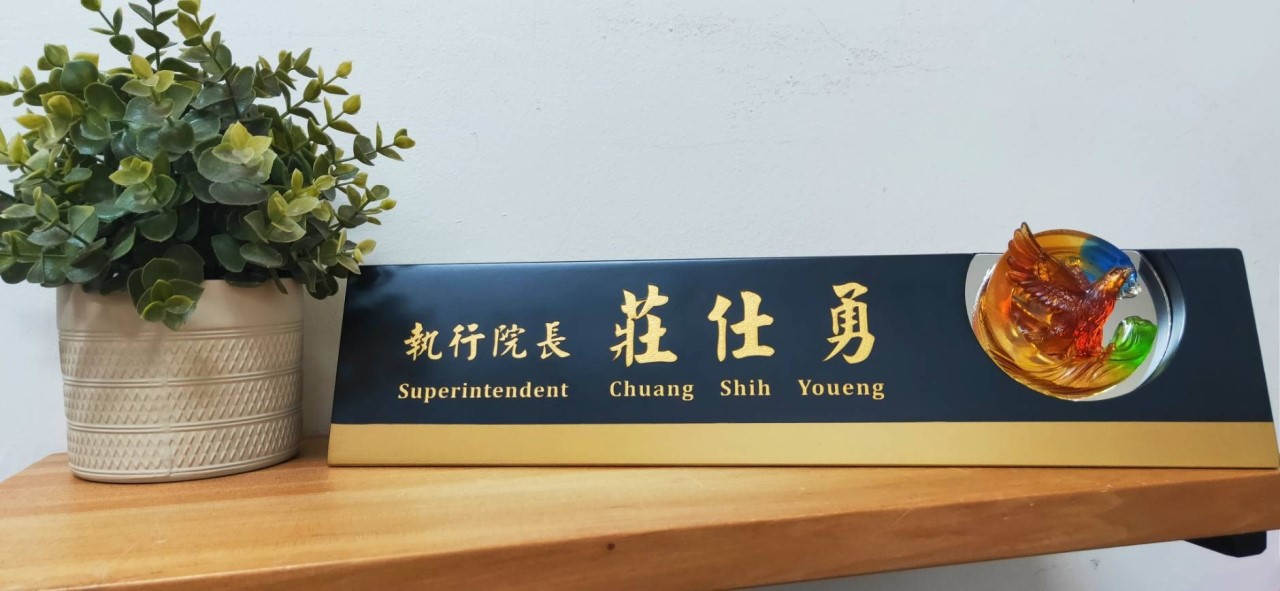 執行院長 莊仕勇
Superintendent Chuang Shih Youeng